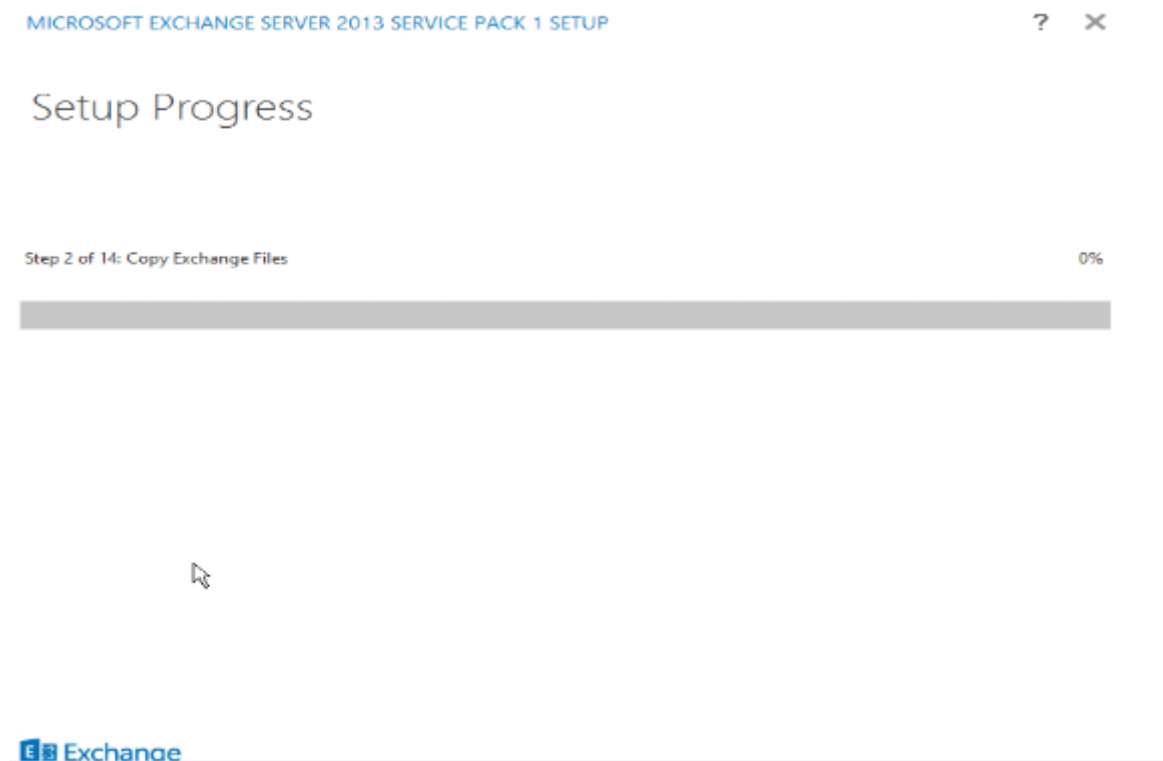 MICROSOFT EXCHANGE SERVER 2013 SERVICE PACK 1 SETUP ? ✕
Setup Progress
Step 2 of 14: Copy Exchange Files 0%
Exchange